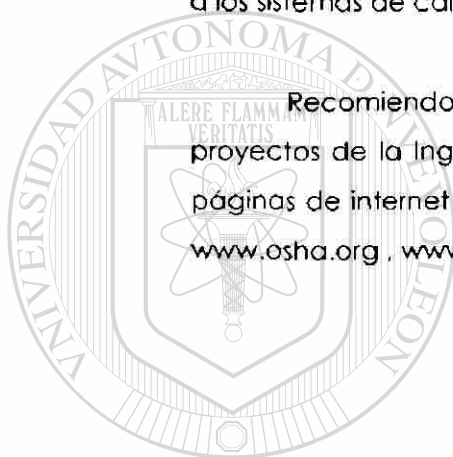 a los sistemas de
Recomiendo
proyectos de la Ing
páginas de internet
www.osha.org , www
UNIVERSIDAD AUTONOMA DE NUEVO LEON
ALERE FLAMMAM
VERITATIS